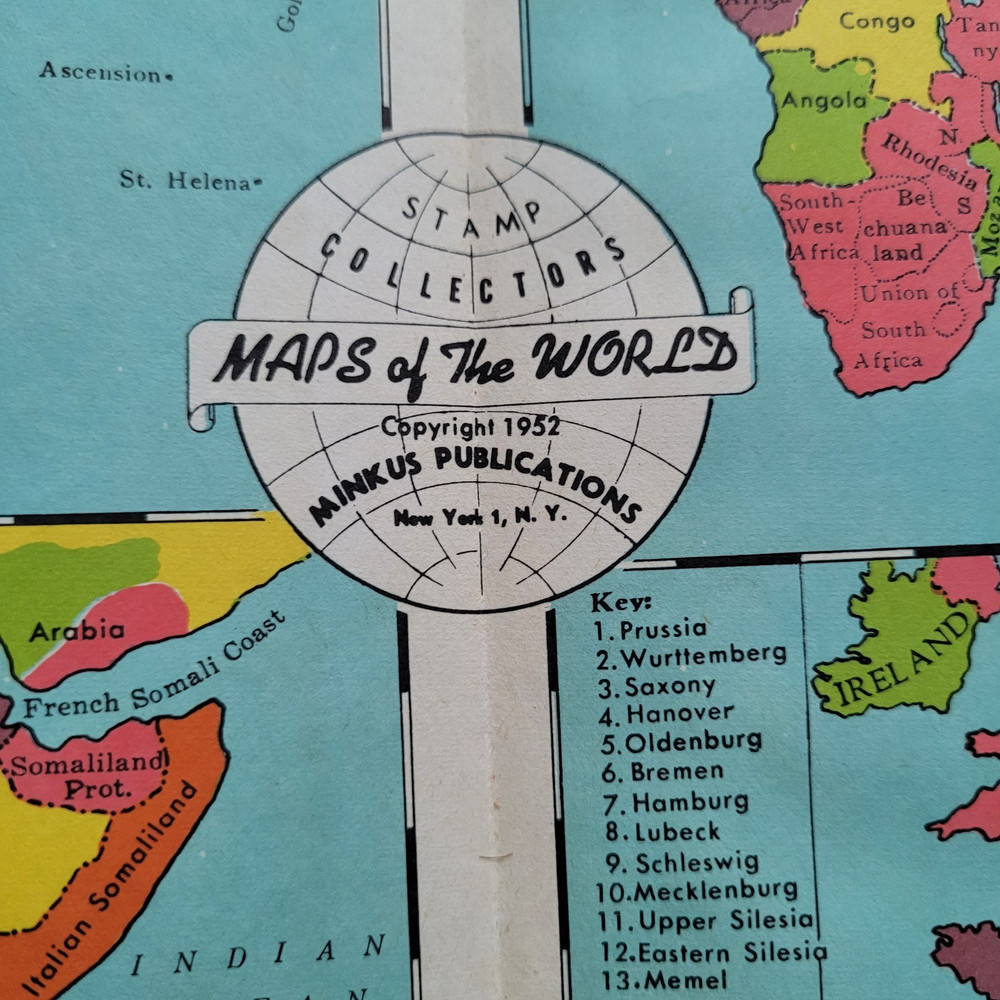 Ascension
St. Helena
Congo
Angola
N.
Rhodesia
S
South-
West
Africa
Be
chuana
land
Union of
South
Africa
STAMP
COLLECTORS
MAPS of The WORLD
Copyright 1952
MINKUS PUBLICATIONS
New York 1, N. Y.
Arabia
French Somali Coast
Somaliland
Prot.
Italian Somaliland
INDIAN
Key:
1. Prussia
2. Wurttemberg
3. Saxony
4. Hanover
5. Oldenburg
6. Bremen
7. Hamburg
8. Lubeck
9. Schleswig
10. Mecklenburg
11. Upper Silesia
12. Eastern Silesia
13. Memel
IRELAND